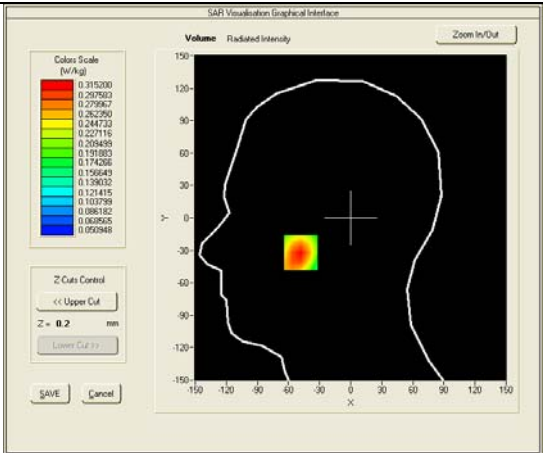 SAR Visualisation Graphical Interface
Volume Radiated Intensity
Zoom In/Out
Colors Scale
(W/kg)
0.315200
0.297583
0.279967
0.262350
0.244733
0.227116
0.209499
0.191883
0.174266
0.156649
0.139032
0.121415
0.103799
0.086182
0.068565
0.050948
Z-Cuts Control
<< Upper Cut
Z = 0.2 mm
Lower Cut >>
SAVE Cancel
150
120
90
60
30
0
-30
-60
-90
-120
-150
Y
-150 -120 -90 -60 -30 0 30 60 90 120 150
X